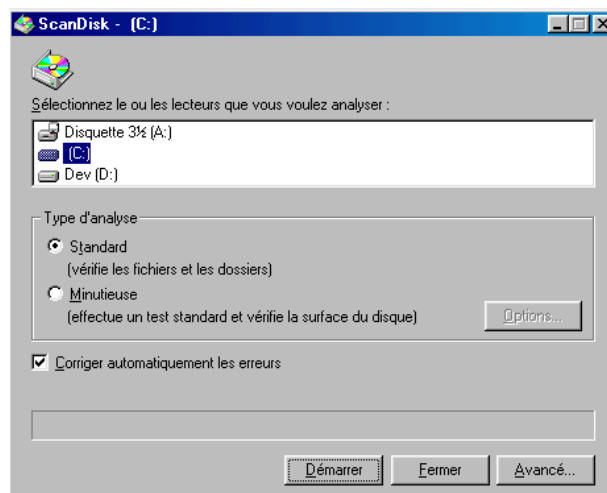 ScanDisk - (C:)
Sélectionnez le ou les lecteurs que vous voulez analyser :
Disquette 3½ (A:)
(C:)
Dev (D:)
Type d'analyse
Standard
(vérifie les fichiers et les dossiers)
Minutieuse
(effectue un test standard et vérifie la surface du disque)
Options...
Corriger automatiquement les erreurs
Démarrer Fermer Avancé...